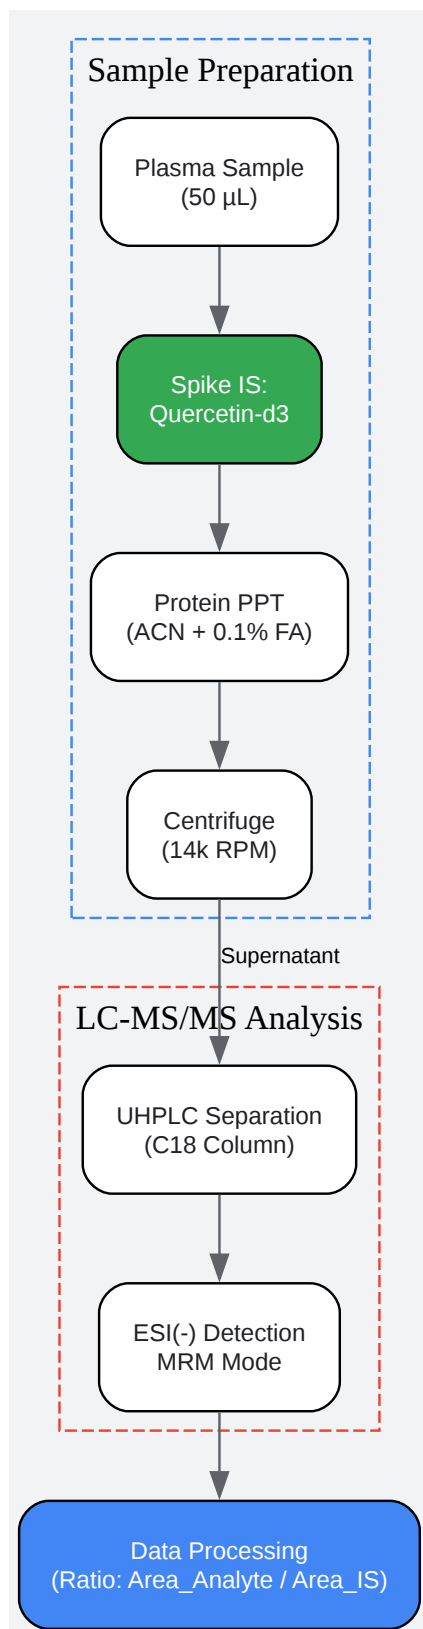 Sample Preparation
Plasma Sample
(50 µL)
Spike IS:
Quercetin-d3
Protein PPT
(ACN + 0.1% FA)
Centrifuge
(14k RPM)
Supernatant
LC-MS/MS Analysis
UHPLC Separation
(C18 Column)
ESI(-) Detection
MRM Mode
Data Processing
(Ratio: Area_Analyte / Area_IS)